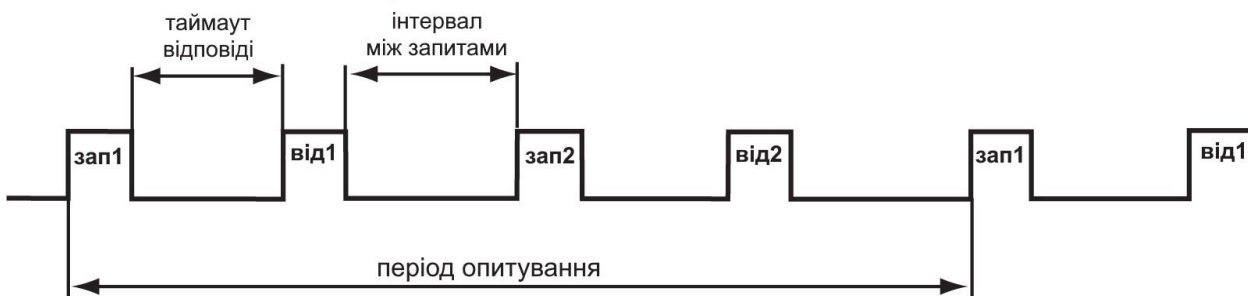 таймаут
відповіді
інтервал
між запитами
зап1
від1
зап2
від2
зап1
від1
період опитування